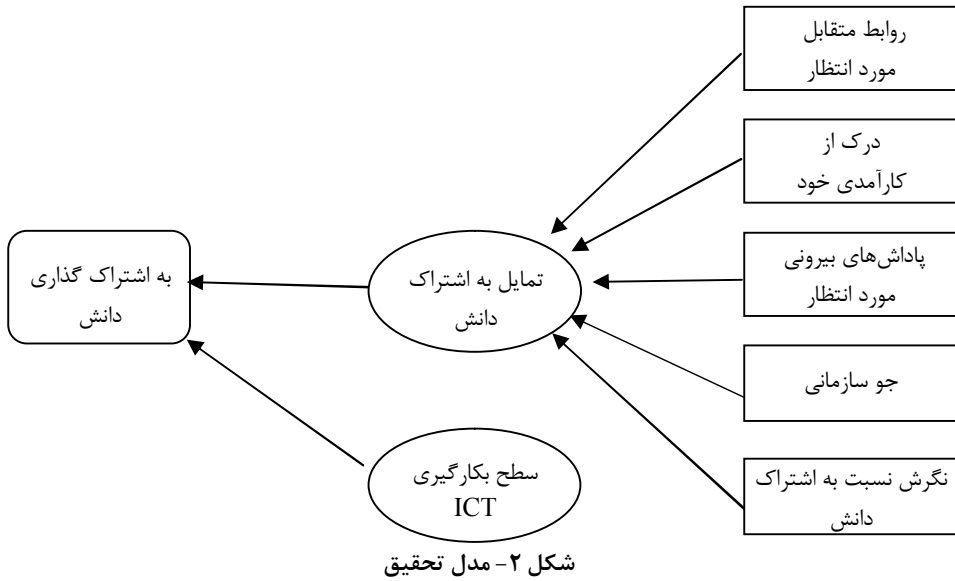 روابط متقابل
مورد انتظار
درک از
کارآمدی خود
پاداش‌های بیرونی
مورد انتظار
جو سازمانی
نگرش نسبت به اشتراک
دانش
تمایل به اشتراک
دانش
سطح بکارگیری
ICT
به اشتراک گذاری
دانش
شکل ۲- مدل تحقیق